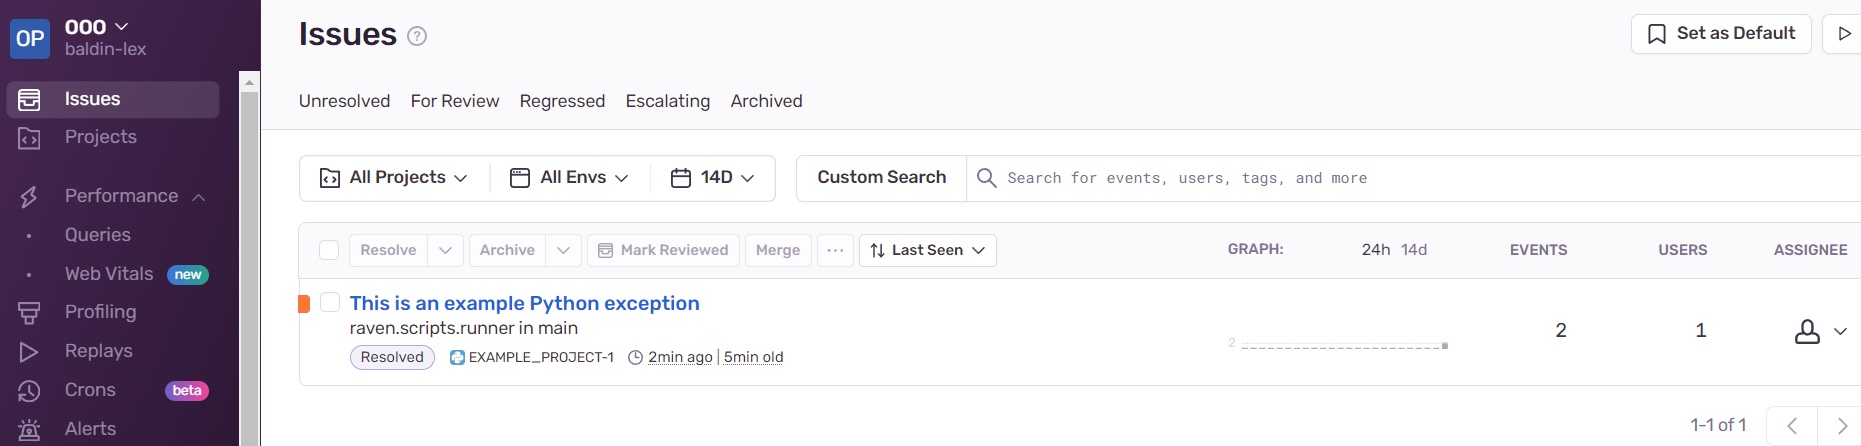 OP
OOO
baldin-lex
Issues
Projects
Performance
Queries
Web Vitals new
Profiling
Replays
Crons beta
Alerts
Issues ?
Set as Default
Unresolved For Review Regressed Escalating Archived
All Projects All Envs 14D Custom Search Search for events, users, tags, and more
Resolve Archive Mark Reviewed Merge ... Last Seen GRAPH: 24h 14d EVENTS USERS ASSIGNEE
This is an example Python exception
raven.scripts.runner in main
2 2 1
Resolved EXAMPLE_PROJECT-1 2min ago | 5min old
1-1 of 1